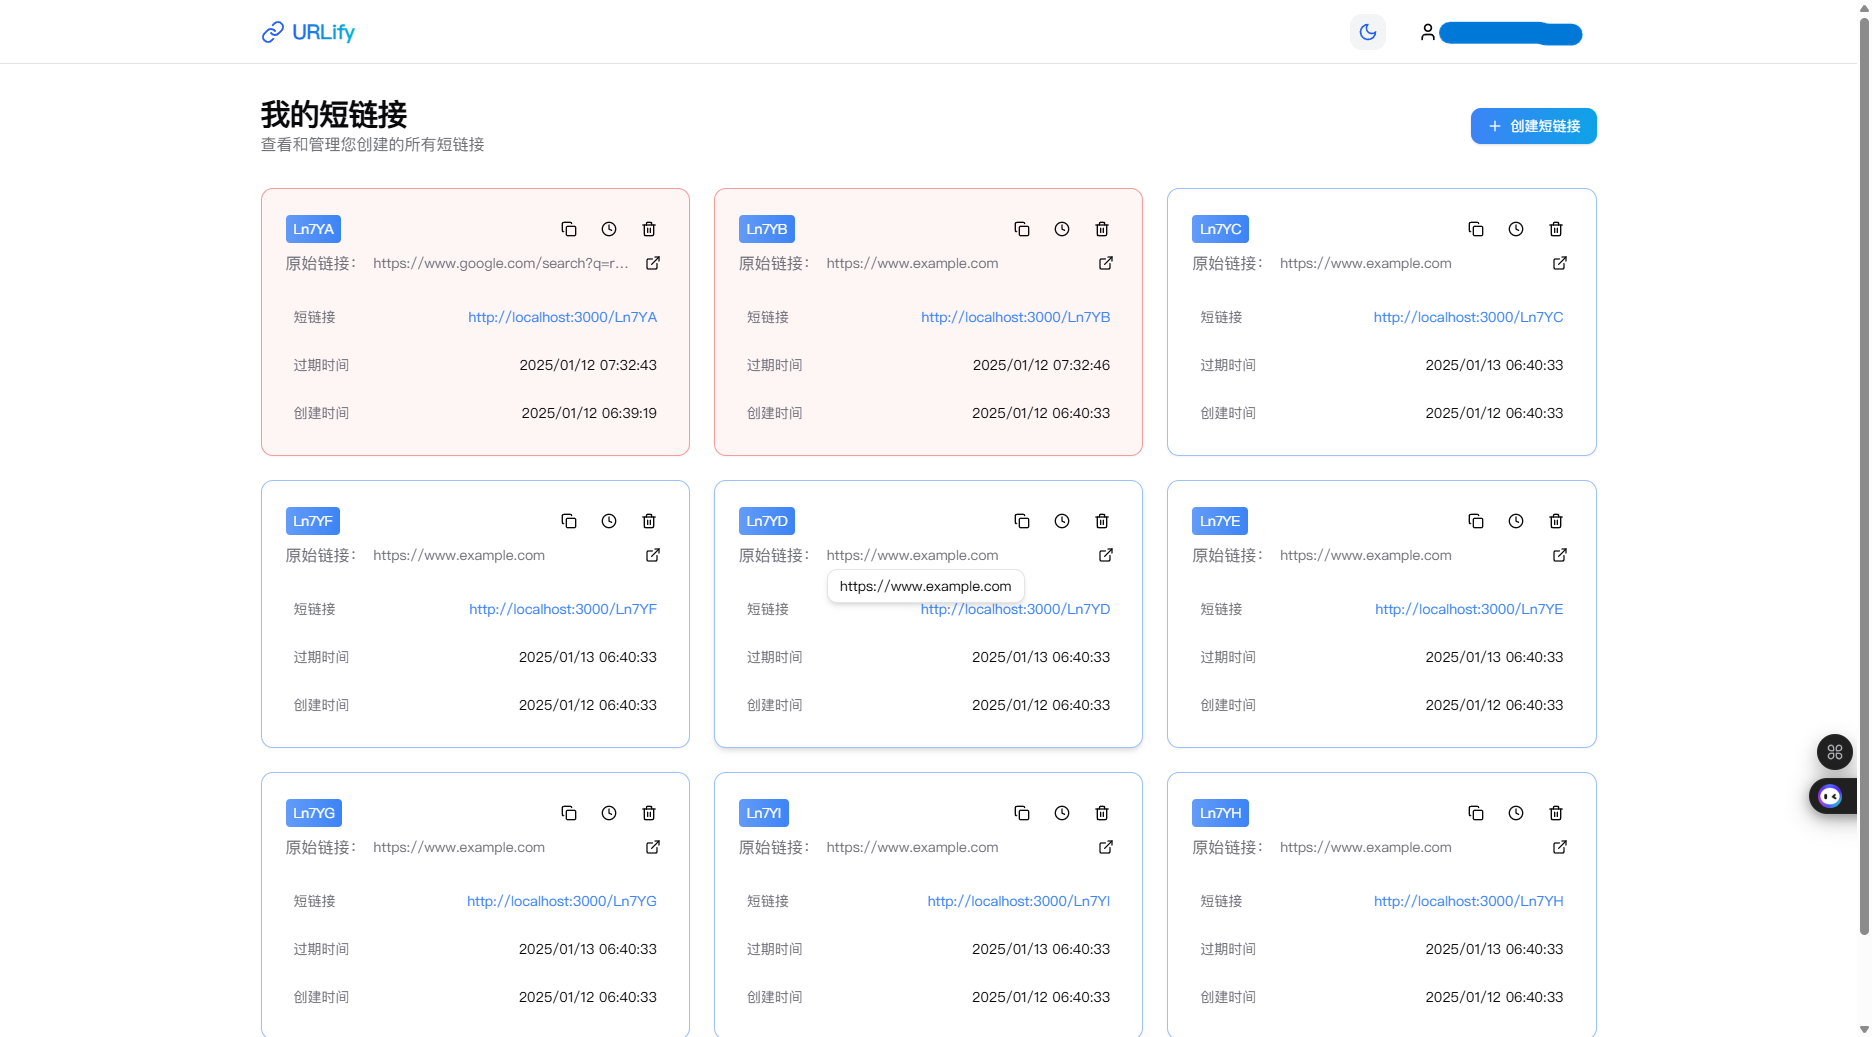 URLify
我的短链接
查看和管理您创建的所有短链接
+ 创建短链接
Ln7YA
原始链接： https://www.google.com/search?q=r...
短链接 http://localhost:3000/Ln7YA
过期时间 2025/01/12 07:32:43
创建时间 2025/01/12 06:39:19
Ln7YB
原始链接： https://www.example.com
短链接 http://localhost:3000/Ln7YB
过期时间 2025/01/12 07:32:46
创建时间 2025/01/12 06:40:33
Ln7YC
原始链接： https://www.example.com
短链接 http://localhost:3000/Ln7YC
过期时间 2025/01/13 06:40:33
创建时间 2025/01/12 06:40:33
Ln7YF
原始链接： https://www.example.com
短链接 http://localhost:3000/Ln7YF
过期时间 2025/01/13 06:40:33
创建时间 2025/01/12 06:40:33
Ln7YD
原始链接： https://www.example.com
https://www.example.com
短链接 http://localhost:3000/Ln7YD
过期时间 2025/01/13 06:40:33
创建时间 2025/01/12 06:40:33
Ln7YE
原始链接： https://www.example.com
短链接 http://localhost:3000/Ln7YE
过期时间 2025/01/13 06:40:33
创建时间 2025/01/12 06:40:33
Ln7YG
原始链接： https://www.example.com
短链接 http://localhost:3000/Ln7YG
过期时间 2025/01/13 06:40:33
创建时间 2025/01/12 06:40:33
Ln7YI
原始链接： https://www.example.com
短链接 http://localhost:3000/Ln7YI
过期时间 2025/01/13 06:40:33
创建时间 2025/01/12 06:40:33
Ln7YH
原始链接： https://www.example.com
短链接 http://localhost:3000/Ln7YH
过期时间 2025/01/13 06:40:33
创建时间 2025/01/12 06:40:33